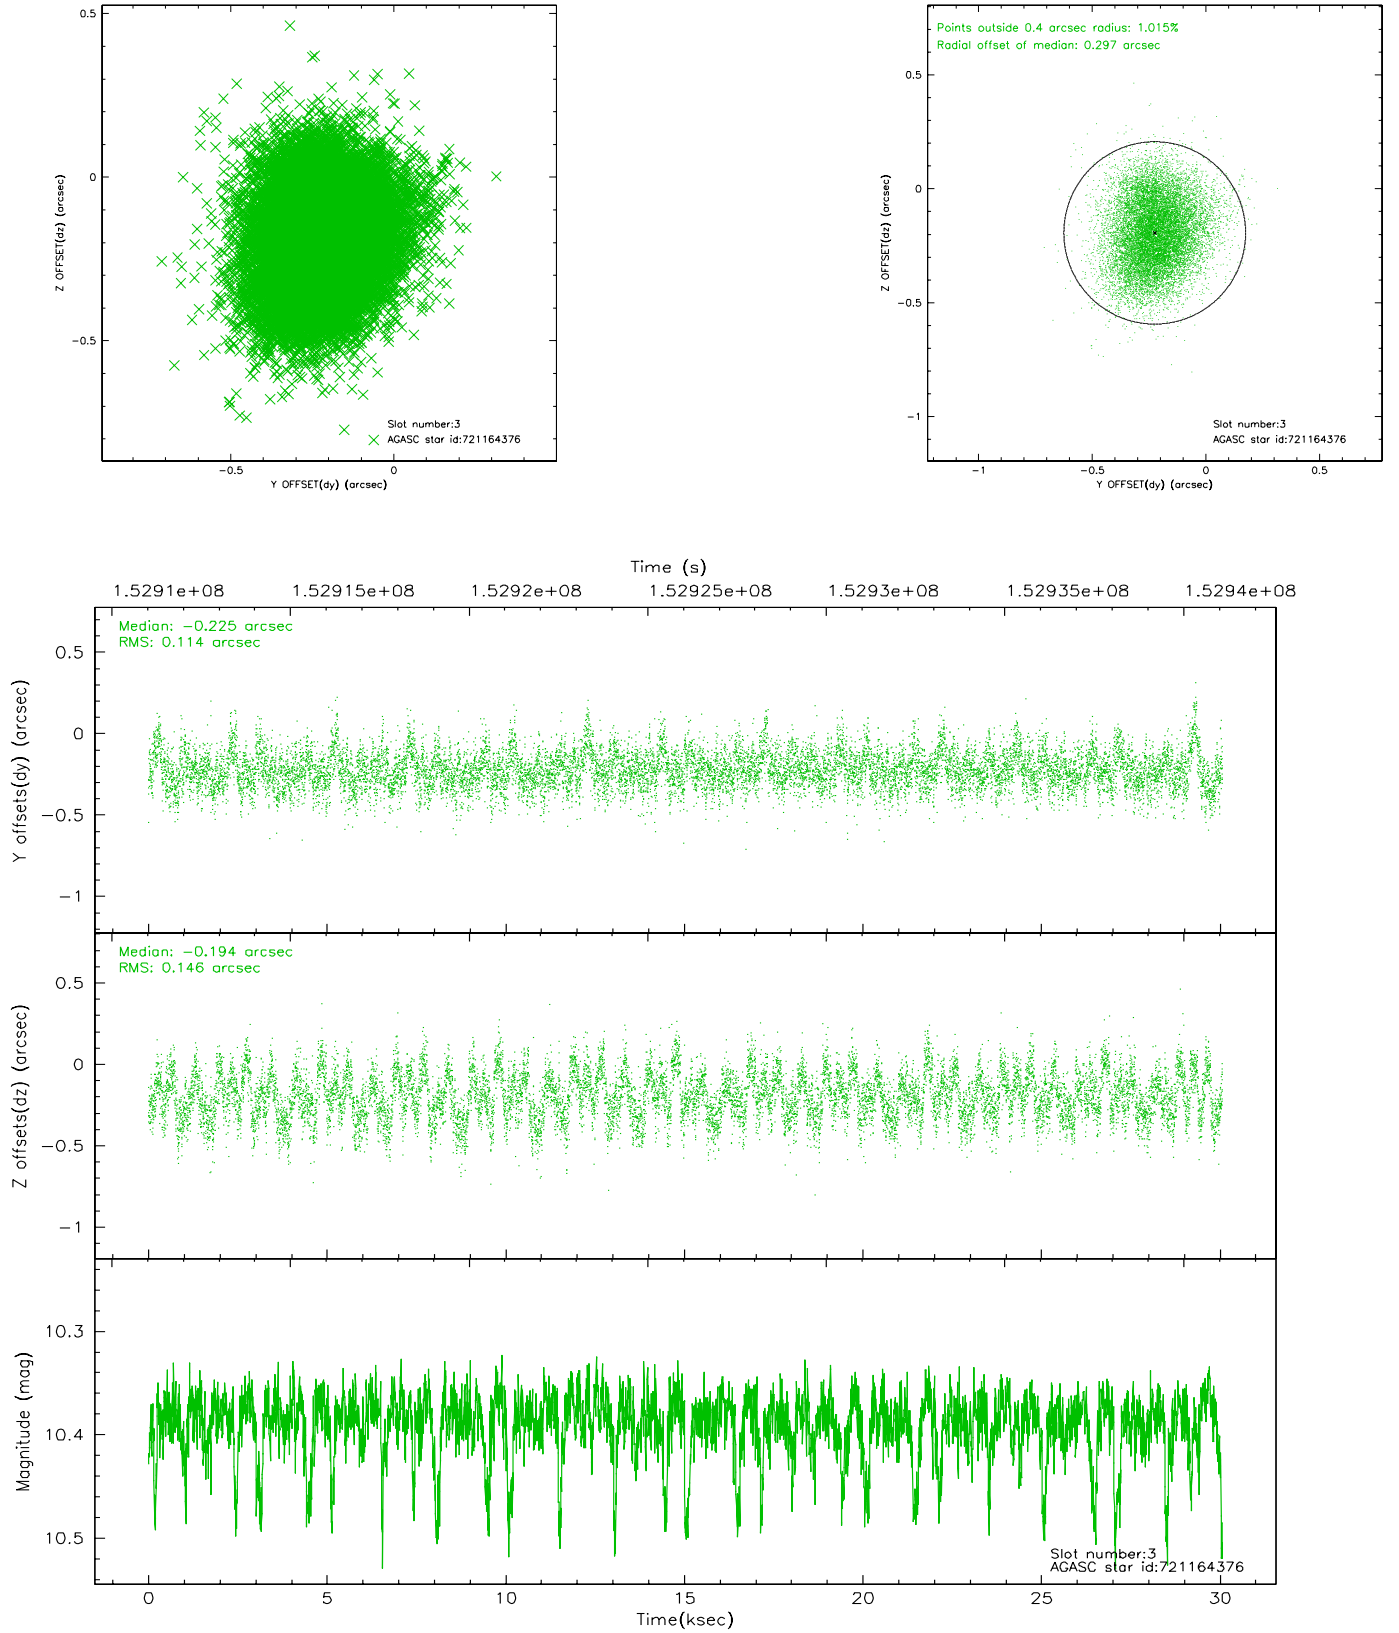 0.5
0
−0.5
Z OFFSET(dz) (arcsec)
Slot number:3
AGASC star id:721164376
−0.5 0
Y OFFSET(dy) (arcsec)
Points outside 0.4 arcsec radius: 1.015%
Radial offset of median: 0.297 arcsec
0.5
0
−0.5
−1
Z OFFSET(dz) (arcsec)
Slot number:3
AGASC star id:721164376
−1 −0.5 0 0.5
Y OFFSET(dy) (arcsec)
Time (s)
1.5291e+08 1.52915e+08 1.5292e+08 1.52925e+08 1.5293e+08 1.52935e+08 1.5294e+08
Median: −0.225 arcsec
RMS: 0.114 arcsec
0.5
0
−0.5
−1
Y offsets(dy) (arcsec)
Median: −0.194 arcsec
RMS: 0.146 arcsec
0.5
0
−0.5
−1
Z offsets(dz) (arcsec)
10.3
10.4
10.5
Magnitude (mag)
Slot number:3
AGASC star id:721164376
0 5 10 15 20 25 30
Time(ksec)